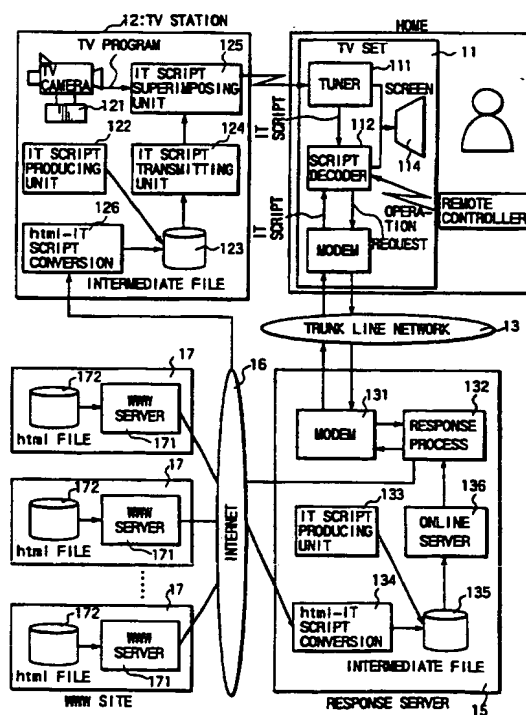 12:TV STATION
TV PROGRAM
TV
CAMERA
121
125
IT SCRIPT
SUPERIMPOSING
UNIT
122
IT SCRIPT
PRODUCING
UNIT
124
IT SCRIPT
TRANSMITTING
UNIT
126
html-IT
SCRIPT
CONVERSION
123
INTERMEDIATE FILE
HOME
TV SET
11
111
TUNER
SCREEN
IT
SCRIPT
112
SCRIPT
DECODER
114
IT
SCRIPT
OPERA-
TION
REQUEST
REMOTE
CONTROLLER
MODEM
TRUNK LINE NETWORK
13
16
INTERNET
17
172
WWW
SERVER
171
html FILE
17
172
WWW
SERVER
171
html FILE
17
172
WWW
SERVER
171
html FILE
WWW SITE
131
MODEM
132
RESPONSE
PROCESS
133
IT SCRIPT
PRODUCING
UNIT
136
ONLINE
SERVER
134
html-IT
SCRIPT
CONVERSION
135
INTERMEDIATE FILE
RESPONSE SERVER
15